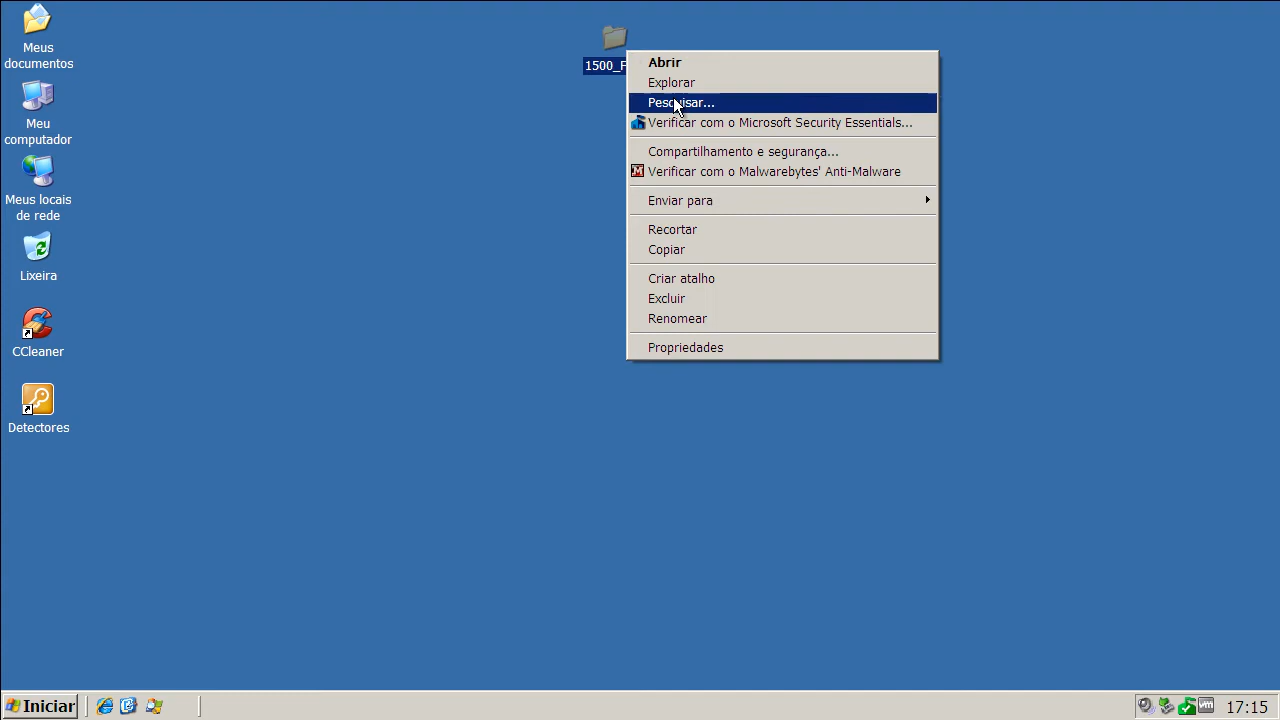 Meus
documentos
Meu
computador
Meus locais
de rede
Lixeira
CCleaner
Detectores
1500_F
Abrir
Explorar
Pesquisar...
Verificar com o Microsoft Security Essentials...
Compartilhamento e segurança...
Verificar com o Malwarebytes' Anti-Malware
Enviar para
Recortar
Copiar
Criar atalho
Excluir
Renomear
Propriedades
Iniciar
vm
17:15